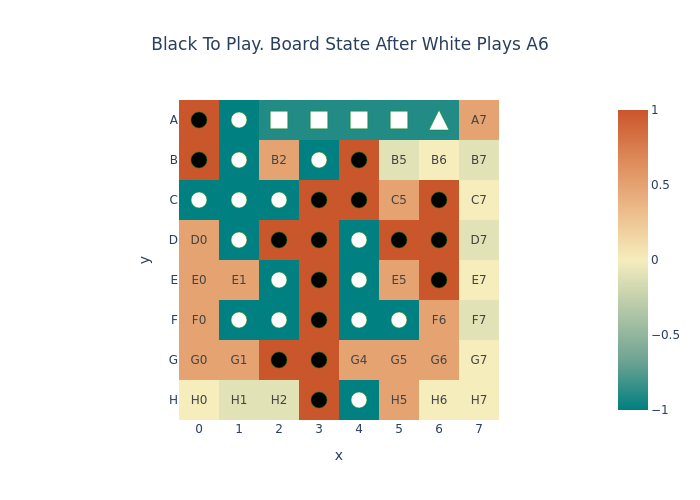 Black To Play. Board State After White Plays A6
A A7 1
B B2 B5 B6 B7
C C5 C7 0.5
D D0 D7
y E E0 E1 E5 E7 0
F F0 F6 F7 −0.5
G G0 G1 G4 G5 G6 G7
H H0 H1 H2 H5 H6 H7 −1
0 1 2 3 4 5 6 7
x